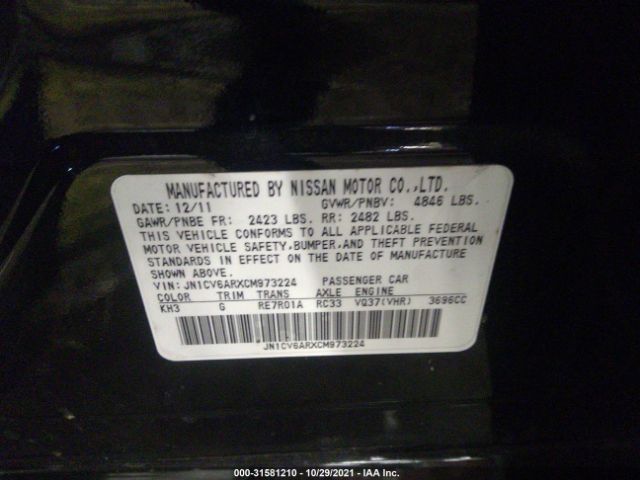 MANUFACTURED BY NISSAN MOTOR CO.,LTD.
DATE: 12/11 GVWR/PNBV: 4846 LBS.
GAWR/PNBE FR: 2423 LBS. RR: 2482 LBS.
THIS VEHICLE CONFORMS TO ALL APPLICABLE FEDERAL
MOTOR VEHICLE SAFETY,BUMPER,AND THEFT PREVENTION
STANDARDS IN EFFECT ON THE DATE OF MANUFACTURE
SHOWN ABOVE.
VIN: JN1CV6ARXCM973224 PASSENGER CAR
COLOR TRIM TRANS AXLE ENGINE
KH3 G RE7R01A RC33 VQ37(VHR) 3696CC
JN1CV6ARXCM973224
000-31581210 - 10/29/2021 - IAA Inc.